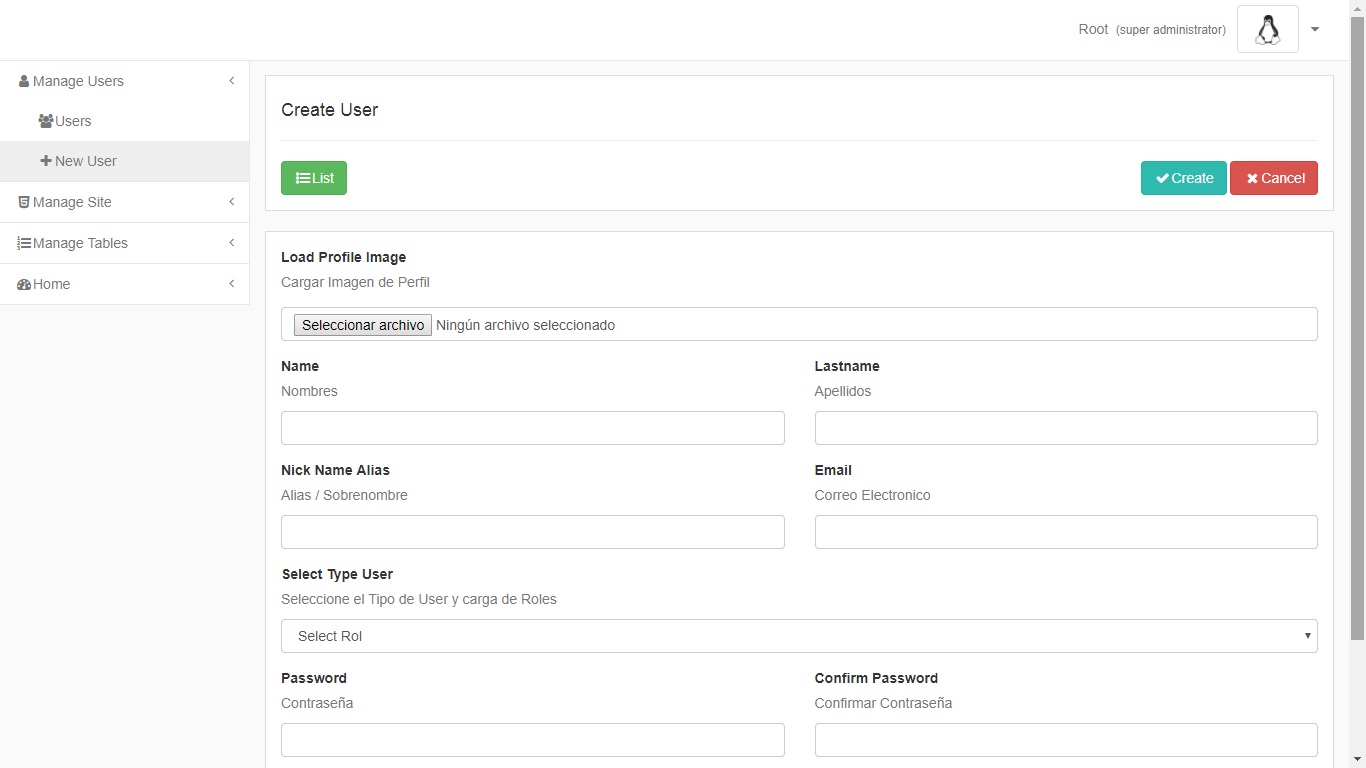 Root (super administrator)
Manage Users
Users
New User
Manage Site
Manage Tables
Home
Create User
List
Create
Cancel
Load Profile Image
Cargar Imagen de Perfil
Seleccionar archivo Ningún archivo seleccionado
Name
Nombres
Lastname
Apellidos
Nick Name Alias
Alias / Sobrenombre
Email
Correo Electronico
Select Type User
Seleccione el Tipo de User y carga de Roles
Select Rol
Password
Contraseña
Confirm Password
Confirmar Contraseña